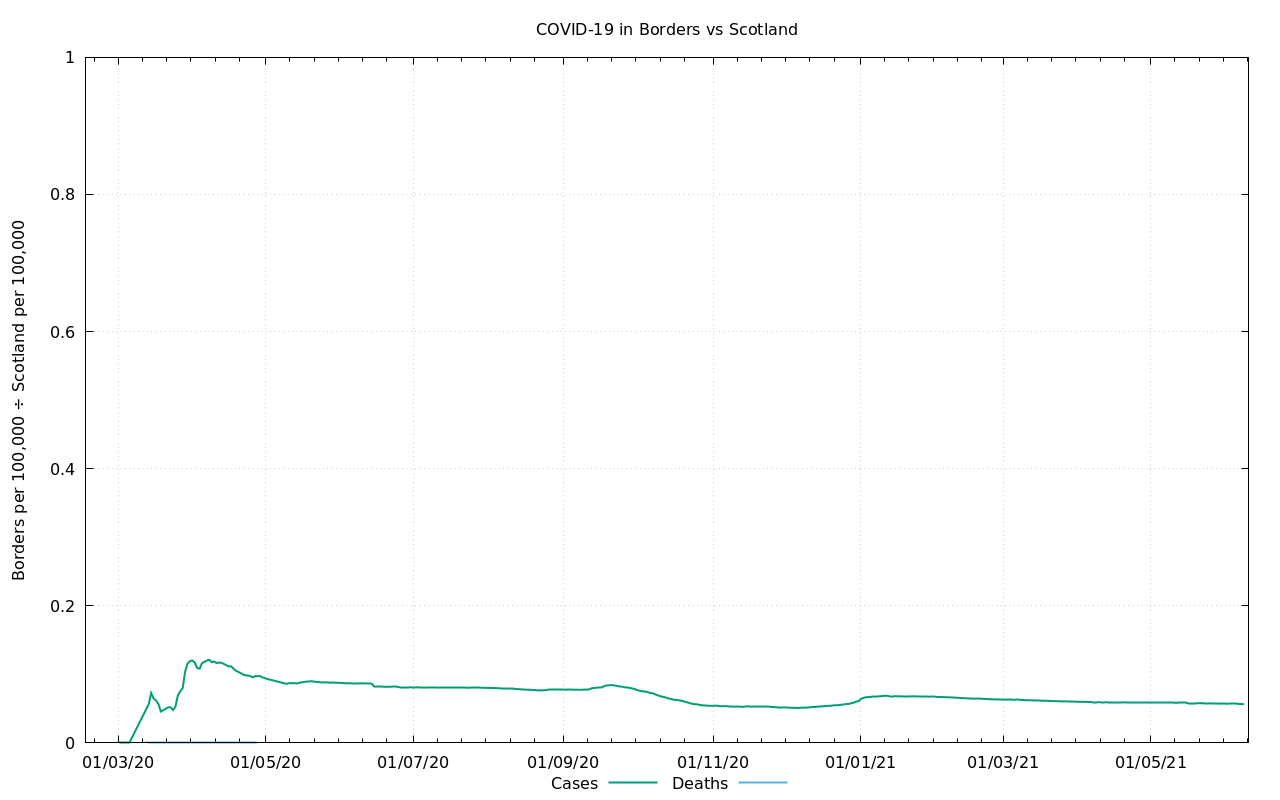 COVID-19 in Borders vs Scotland
Borders per 100,000 ÷ Scotland per 100,000
1
0.8
0.6
0.4
0.2
0
01/03/20 01/05/20 01/07/20 01/09/20 01/11/20 01/01/21 01/03/21 01/05/21
Cases Deaths